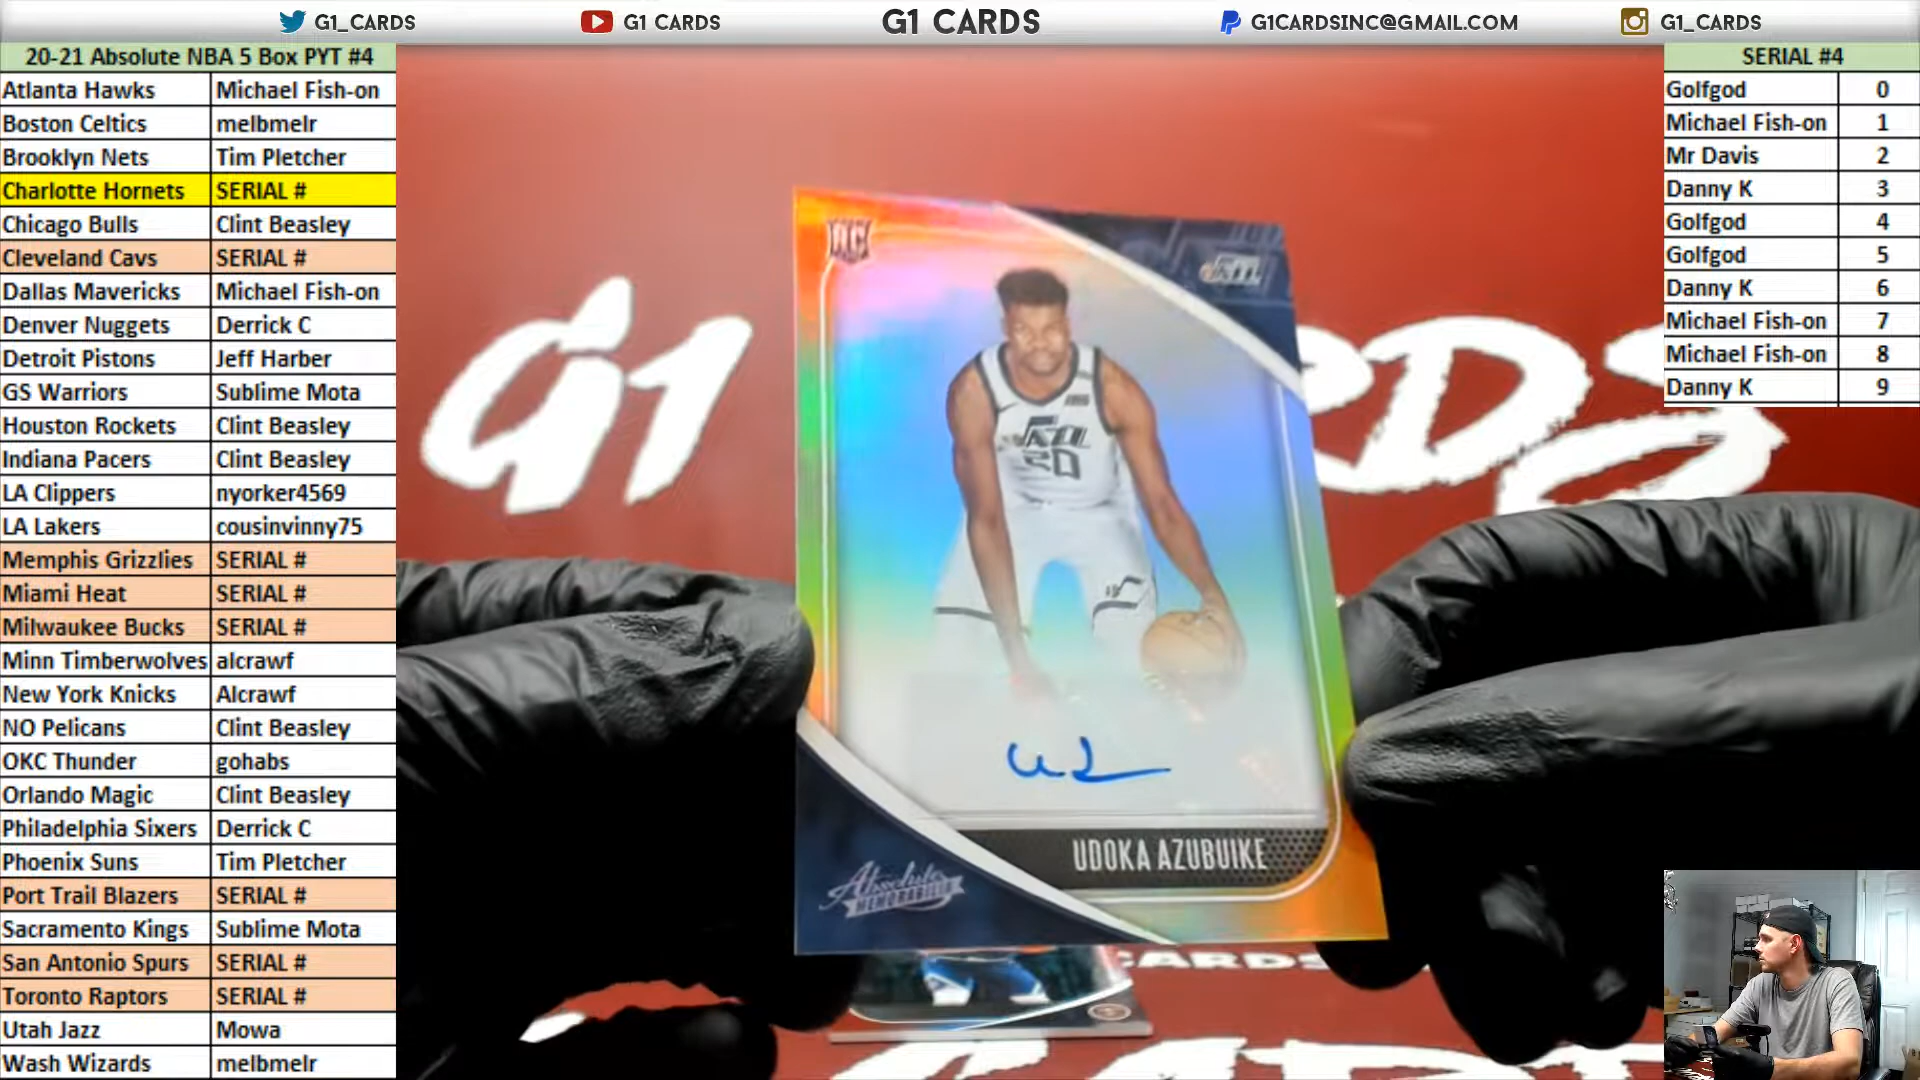 G1_CARDS
G1 CARDS
G1 CARDS
G1CARDSINC@GMAIL.COM
G1_CARDS
20-21 Absolute NBA 5 Box PYT #4
Atlanta Hawks Michael Fish-on
Boston Celtics melbmelr
Brooklyn Nets Tim Pletcher
Charlotte Hornets SERIAL #
Chicago Bulls Clint Beasley
Cleveland Cavs SERIAL #
Dallas Mavericks Michael Fish-on
Denver Nuggets Derrick C
Detroit Pistons Jeff Harber
GS Warriors Sublime Mota
Houston Rockets Clint Beasley
Indiana Pacers Clint Beasley
LA Clippers nyorker4569
LA Lakers cousinvinny75
Memphis Grizzlies SERIAL #
Miami Heat SERIAL #
Milwaukee Bucks SERIAL #
Minn Timberwolves alcrawf
New York Knicks Alcrawf
NO Pelicans Clint Beasley
OKC Thunder gohabs
Orlando Magic Clint Beasley
Philadelphia Sixers Derrick C
Phoenix Suns Tim Pletcher
Port Trail Blazers SERIAL #
Sacramento Kings Sublime Mota
San Antonio Spurs SERIAL #
Toronto Raptors SERIAL #
Utah Jazz Mowa
Wash Wizards melbmelr
SERIAL #4
Golfgod 0
Michael Fish-on 1
Mr Davis 2
Danny K 3
Golfgod 4
Golfgod 5
Danny K 6
Michael Fish-on 7
Michael Fish-on 8
Danny K 9
G1
RC
20
UDOKA AZUBUIKE
Absolute
MEMORABILIA
CARDS